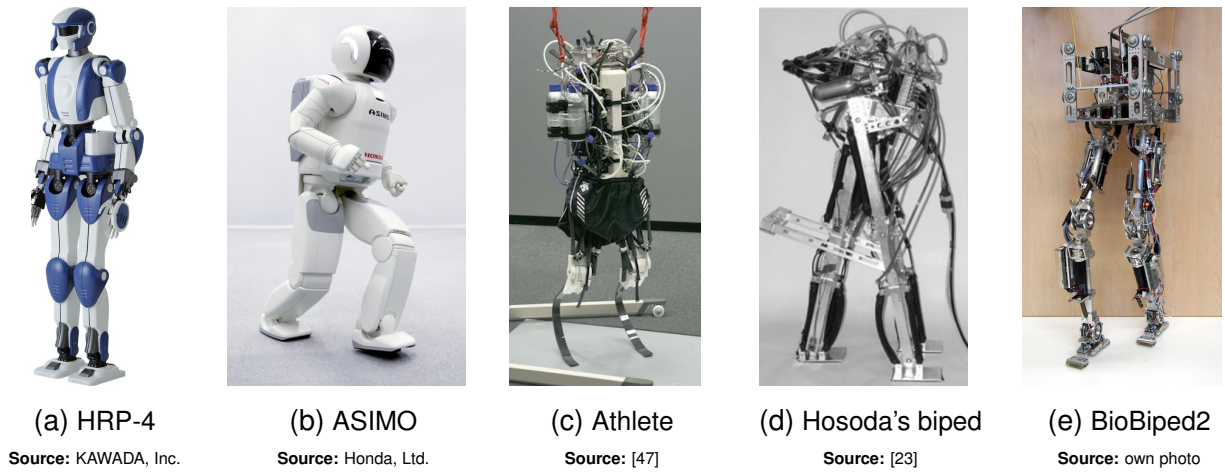 ASIMO
HONDA
(a) HRP-4
(b) ASIMO
(c) Athlete
(d) Hosoda's biped
(e) BioBiped2
Source: KAWADA, Inc.
Source: Honda, Ltd.
Source: [47]
Source: [23]
Source: own photo